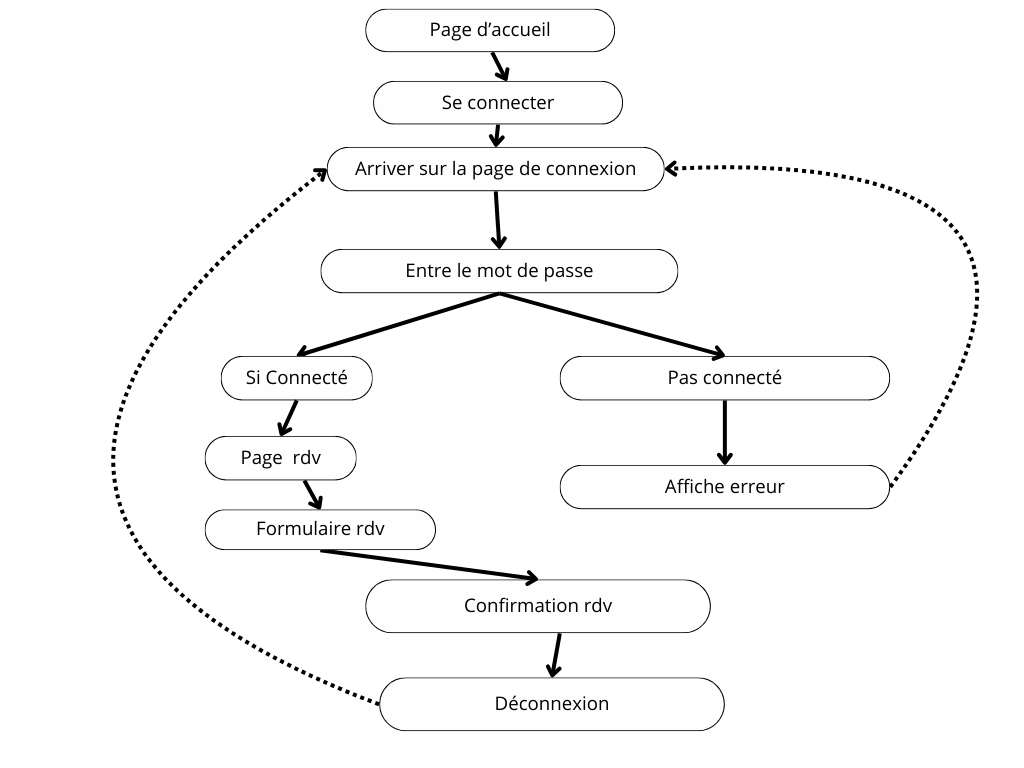 Page d’accueil
Se connecter
Arriver sur la page de connexion
Entre le mot de passe
Si Connecté
Pas connecté
Page  rdv
Affiche erreur
Formulaire rdv
Confirmation rdv
Déconnexion